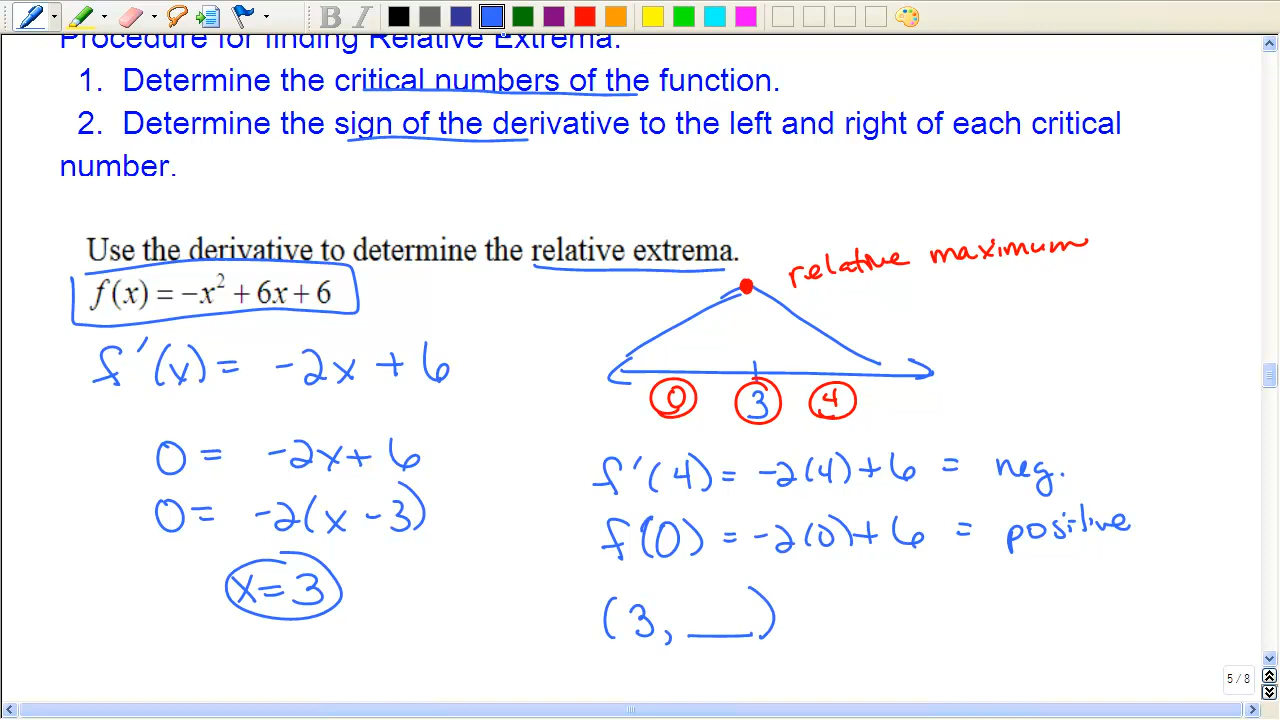 B I
Procedure for finding Relative Extrema.
1. Determine the critical numbers of the function.
2. Determine the sign of the derivative to the left and right of each critical
number.
Use the derivative to determine the relative extrema.
f(x) = −x² + 6x + 6
relative maximum
f'(x) = -2x + 6
0 3 4
0 = -2x + 6
0 = -2(x - 3)
x = 3
f'(4) = -2(4) + 6 = neg.
f'(0) = -2(0) + 6 = positive
(3, ___)
5 / 8